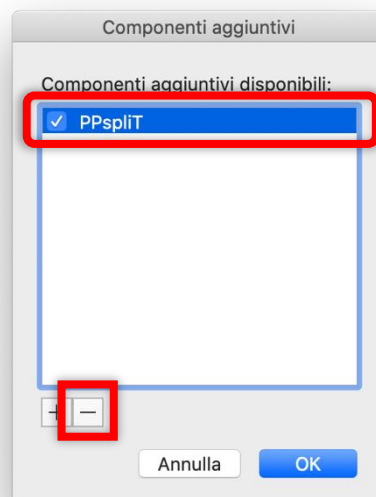 Componenti aggiuntivi
Componenti aggiuntivi disponibili:
PPspliT
+ −
Annulla OK